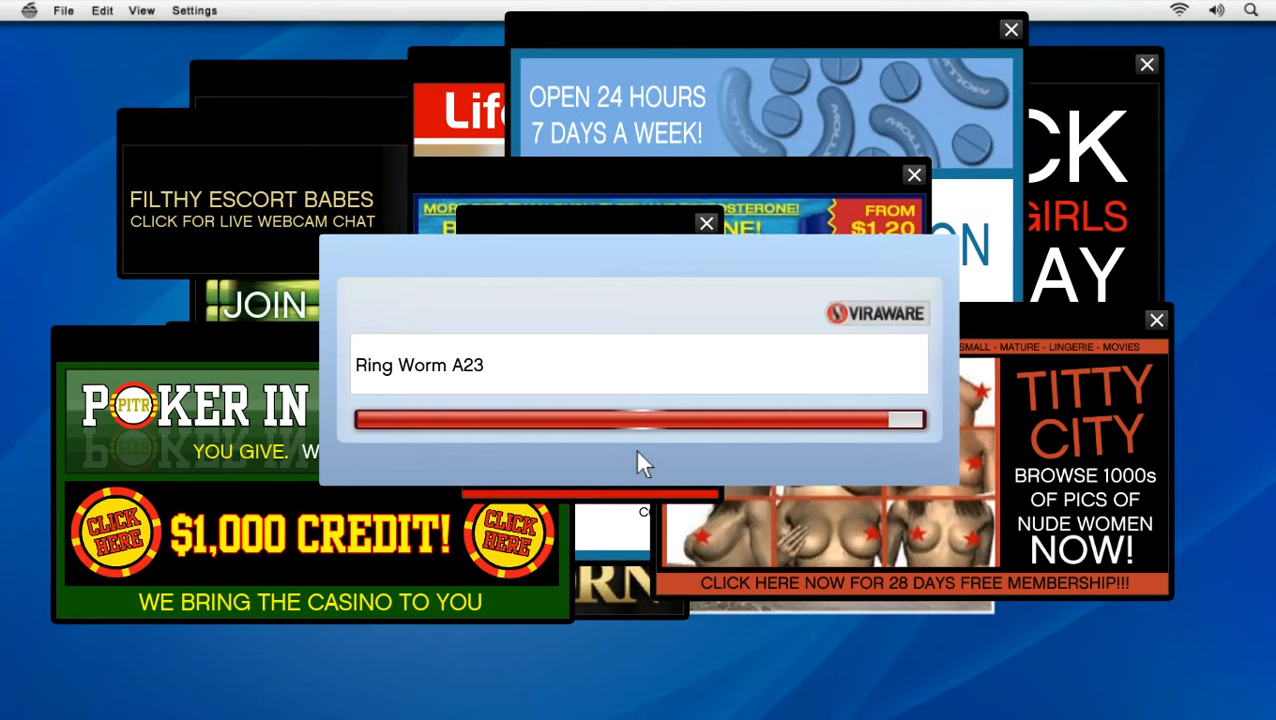 File Edit View Settings
OPEN 24 HOURS
7 DAYS A WEEK!
FILTHY ESCORT BABES
CLICK FOR LIVE WEBCAM CHAT
FROM
$1.20
CK
GIRLS
AY
ON
JOIN
VIRAWARE
Ring Worm A23
POKER IN
PITR
YOU GIVE. W
CLICK HERE
$1,000 CREDIT!
CLICK HERE
WE BRING THE CASINO TO YOU
SMALL - MATURE - LINGERIE - MOVIES
TITTY
CITY
BROWSE 1000s
OF PICS OF
NUDE WOMEN
NOW!
CLICK HERE NOW FOR 28 DAYS FREE MEMBERSHIP!!!
RN